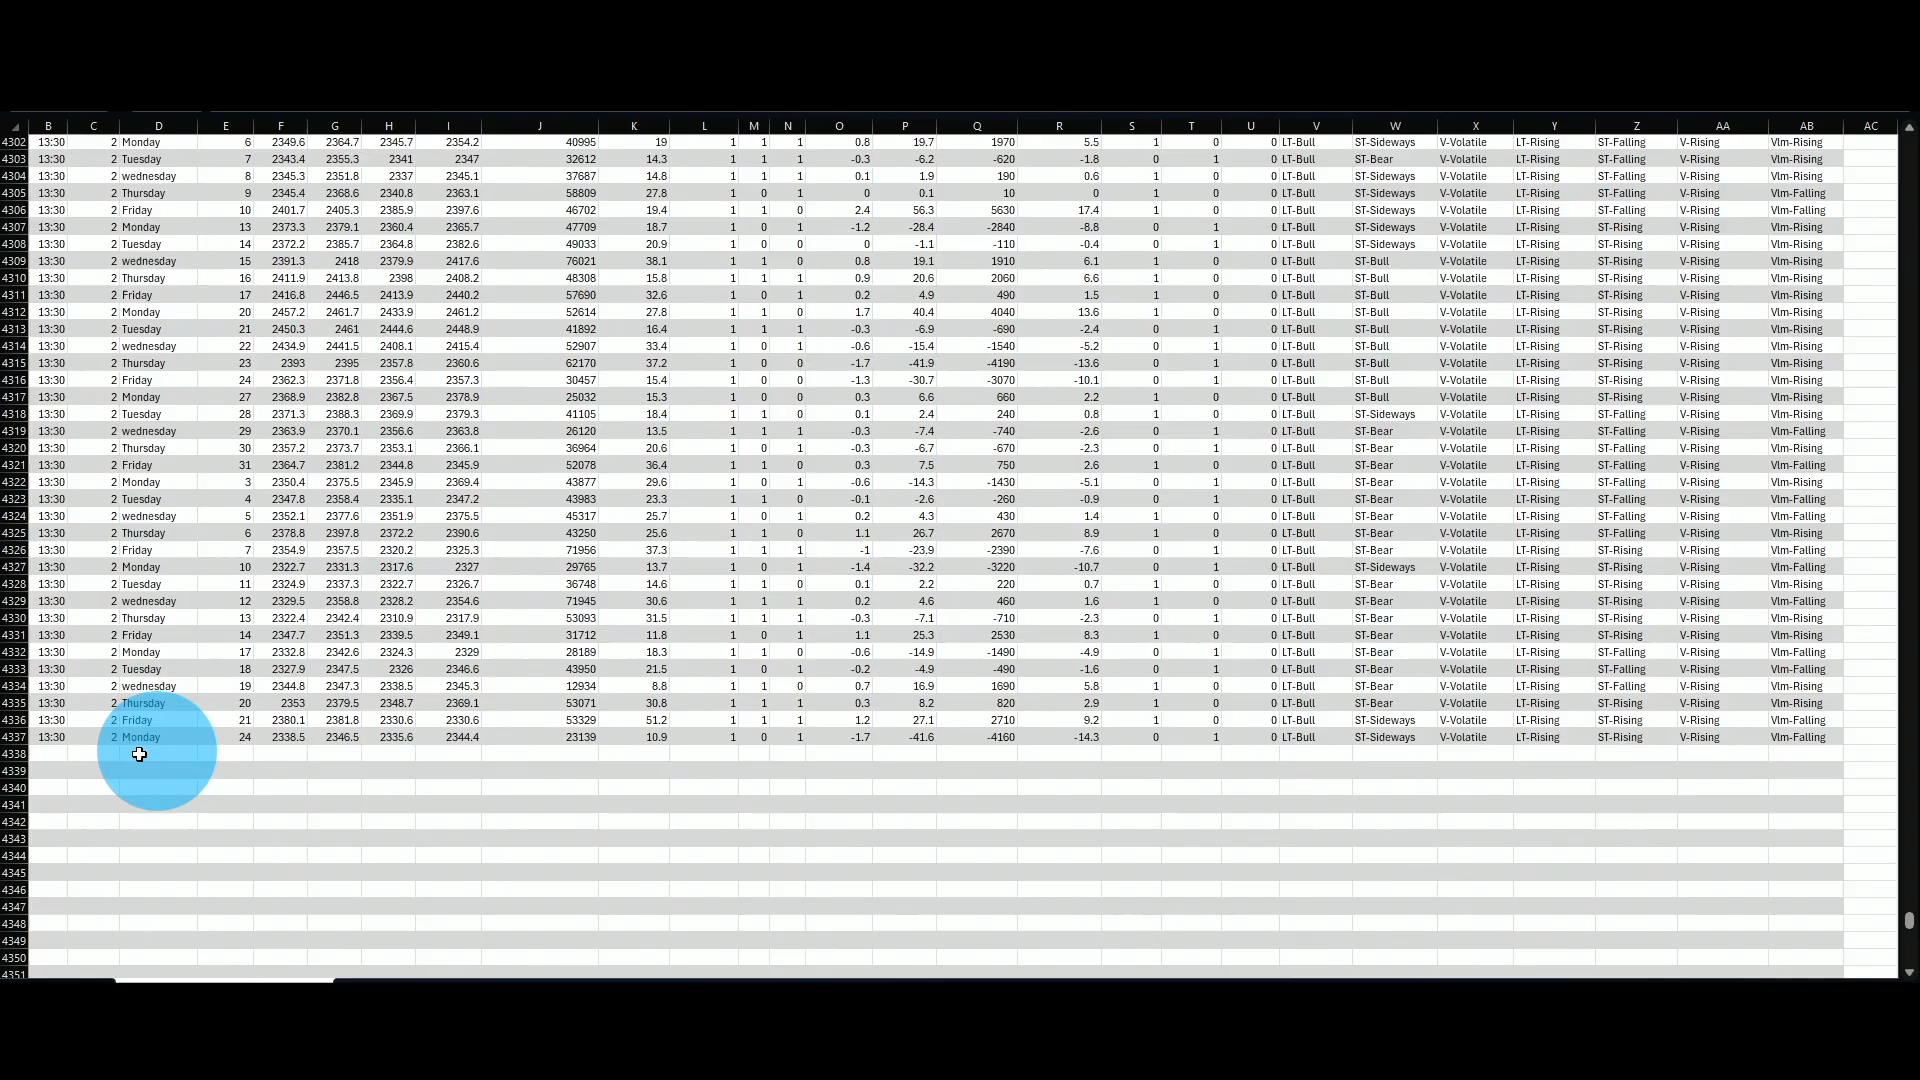 B C D E F G H I J K L M N O P Q R S T U V W X Y Z AA AB AC
4302 13:30 2 Monday 6 2349.6 2364.7 2345.7 2354.2 40995 19 1 1 1 0.8 19.7 1970 5.5 1 0 0 LT-Bull ST-Sideways V-Volatile LT-Rising ST-Falling V-Rising Vlm-Rising
4303 13:30 2 Tuesday 7 2343.4 2355.3 2341 2347 32612 14.3 1 1 1 -0.3 -6.2 -620 -1.8 0 1 0 LT-Bull ST-Bear V-Volatile LT-Rising ST-Falling V-Rising Vlm-Rising
4304 13:30 2 wednesday 8 2345.3 2351.8 2337 2345.1 37687 14.8 1 1 1 0.1 1.9 190 0.6 1 0 0 LT-Bull ST-Sideways V-Volatile LT-Rising ST-Falling V-Rising Vlm-Rising
4305 13:30 2 Thursday 9 2345.4 2368.6 2340.8 2363.1 58809 27.8 1 0 1 0 0.1 10 0 1 0 0 LT-Bull ST-Sideways V-Volatile LT-Rising ST-Falling V-Rising Vlm-Falling
4306 13:30 2 Friday 10 2401.7 2405.3 2385.9 2397.6 46702 19.4 1 1 0 2.4 56.3 5630 17.4 1 0 0 LT-Bull ST-Sideways V-Volatile LT-Rising ST-Falling V-Rising Vlm-Falling
4307 13:30 2 Monday 13 2373.3 2379.1 2360.4 2365.7 47709 18.7 1 0 1 -1.2 -28.4 -2840 -8.8 0 1 0 LT-Bull ST-Sideways V-Volatile LT-Rising ST-Falling V-Rising Vlm-Rising
4308 13:30 2 Tuesday 14 2372.2 2385.7 2364.8 2382.6 49033 20.9 1 0 0 0 -1.1 -110 -0.4 0 1 0 LT-Bull ST-Sideways V-Volatile LT-Rising ST-Falling V-Rising Vlm-Rising
4309 13:30 2 wednesday 15 2391.3 2418 2379.9 2417.6 76021 38.1 1 1 0 0.8 19.1 1910 6.1 1 0 0 LT-Bull ST-Bull V-Volatile LT-Rising ST-Rising V-Rising Vlm-Rising
4310 13:30 2 Thursday 16 2411.9 2413.8 2398 2408.2 48308 15.8 1 1 1 0.9 20.6 2060 6.6 1 0 0 LT-Bull ST-Bull V-Volatile LT-Rising ST-Rising V-Rising Vlm-Rising
4311 13:30 2 Friday 17 2416.8 2446.5 2413.9 2440.2 57690 32.6 1 0 1 0.2 4.9 490 1.5 1 0 0 LT-Bull ST-Bull V-Volatile LT-Rising ST-Rising V-Rising Vlm-Rising
4312 13:30 2 Monday 20 2457.2 2461.7 2433.9 2461.2 52614 27.8 1 1 0 1.7 40.4 4040 13.6 1 0 0 LT-Bull ST-Bull V-Volatile LT-Rising ST-Rising V-Rising Vlm-Rising
4313 13:30 2 Tuesday 21 2450.3 2461 2444.6 2448.9 41892 16.4 1 1 1 -0.3 -6.9 -690 -2.4 0 1 0 LT-Bull ST-Bull V-Volatile LT-Rising ST-Rising V-Rising Vlm-Rising
4314 13:30 2 wednesday 22 2434.9 2441.5 2408.1 2415.4 52907 33.4 1 0 1 -0.6 -15.4 -1540 -5.2 0 1 0 LT-Bull ST-Bull V-Volatile LT-Rising ST-Rising V-Rising Vlm-Rising
4315 13:30 2 Thursday 23 2393 2395 2357.8 2360.6 62170 37.2 1 0 0 -1.7 -41.9 -4190 -13.6 0 1 0 LT-Bull ST-Bull V-Volatile LT-Rising ST-Rising V-Rising Vlm-Rising
4316 13:30 2 Friday 24 2362.3 2371.8 2356.4 2357.3 30457 15.4 1 0 0 -1.3 -30.7 -3070 -10.1 0 1 0 LT-Bull ST-Bull V-Volatile LT-Rising ST-Rising V-Rising Vlm-Rising
4317 13:30 2 Monday 27 2368.9 2382.8 2367.5 2378.9 25032 15.3 1 0 0 0.3 6.6 660 2.2 1 0 0 LT-Bull ST-Bull V-Volatile LT-Rising ST-Rising V-Rising Vlm-Rising
4318 13:30 2 Tuesday 28 2371.3 2388.3 2369.9 2379.3 41105 18.4 1 1 0 0.1 2.4 240 0.8 1 0 0 LT-Bull ST-Sideways V-Volatile LT-Rising ST-Falling V-Rising Vlm-Rising
4319 13:30 2 wednesday 29 2363.9 2370.1 2356.6 2363.8 26120 13.5 1 1 1 -0.3 -7.4 -740 -2.6 0 1 0 LT-Bull ST-Bear V-Volatile LT-Rising ST-Falling V-Rising Vlm-Falling
4320 13:30 2 Thursday 30 2357.2 2373.7 2353.1 2366.1 36964 20.6 1 0 1 -0.3 -6.7 -670 -2.3 0 1 0 LT-Bull ST-Bear V-Volatile LT-Rising ST-Falling V-Rising Vlm-Rising
4321 13:30 2 Friday 31 2364.7 2381.2 2344.8 2345.9 52078 36.4 1 1 0 0.3 7.5 750 2.6 1 0 0 LT-Bull ST-Bear V-Volatile LT-Rising ST-Falling V-Rising Vlm-Falling
4322 13:30 2 Monday 3 2350.4 2375.5 2345.9 2369.4 43877 29.6 1 0 1 -0.6 -14.3 -1430 -5.1 0 1 0 LT-Bull ST-Bear V-Volatile LT-Rising ST-Falling V-Rising Vlm-Rising
4323 13:30 2 Tuesday 4 2347.8 2358.4 2335.1 2347.2 43983 23.3 1 1 0 -0.1 -2.6 -260 -0.9 0 1 0 LT-Bull ST-Bear V-Volatile LT-Rising ST-Falling V-Rising Vlm-Falling
4324 13:30 2 wednesday 5 2352.1 2377.6 2351.9 2375.5 45317 25.7 1 0 1 0.2 4.3 430 1.4 1 0 0 LT-Bull ST-Bear V-Volatile LT-Rising ST-Falling V-Rising Vlm-Falling
4325 13:30 2 Thursday 6 2378.8 2397.8 2372.2 2390.6 43250 25.6 1 1 0 1.1 26.7 2670 8.9 1 0 0 LT-Bull ST-Bear V-Volatile LT-Rising ST-Falling V-Rising Vlm-Rising
4326 13:30 2 Friday 7 2354.9 2357.5 2320.2 2325.3 71956 37.3 1 1 1 -1 -23.9 -2390 -7.6 0 1 0 LT-Bull ST-Bear V-Volatile LT-Rising ST-Rising V-Rising Vlm-Falling
4327 13:30 2 Monday 10 2322.7 2331.3 2317.6 2327 29765 13.7 1 0 1 -1.4 -32.2 -3220 -10.7 0 1 0 LT-Bull ST-Sideways V-Volatile LT-Rising ST-Rising V-Rising Vlm-Falling
4328 13:30 2 Tuesday 11 2324.9 2337.3 2322.7 2326.7 36748 14.6 1 1 0 0.1 2.2 220 0.7 1 0 0 LT-Bull ST-Bear V-Volatile LT-Rising ST-Rising V-Rising Vlm-Rising
4329 13:30 2 wednesday 12 2329.5 2358.8 2328.2 2354.6 71945 30.6 1 1 1 0.2 4.6 460 1.6 1 0 0 LT-Bull ST-Bear V-Volatile LT-Rising ST-Rising V-Rising Vlm-Falling
4330 13:30 2 Thursday 13 2322.4 2342.4 2310.9 2317.9 53093 31.5 1 1 1 -0.3 -7.1 -710 -2.3 0 1 0 LT-Bull ST-Bear V-Volatile LT-Rising ST-Rising V-Rising Vlm-Rising
4331 13:30 2 Friday 14 2347.7 2351.3 2339.5 2349.1 31712 11.8 1 0 1 1.1 25.3 2530 8.3 1 0 0 LT-Bull ST-Bear V-Volatile LT-Rising ST-Rising V-Rising Vlm-Rising
4332 13:30 2 Monday 17 2332.8 2342.6 2324.3 2329 28189 18.3 1 1 0 -0.6 -14.9 -1490 -4.9 0 1 0 LT-Bull ST-Bear V-Volatile LT-Rising ST-Falling V-Rising Vlm-Falling
4333 13:30 2 Tuesday 18 2327.9 2347.5 2326 2346.6 43950 21.5 1 0 1 -0.2 -4.9 -490 -1.6 0 1 0 LT-Bull ST-Bear V-Volatile LT-Rising ST-Falling V-Rising Vlm-Falling
4334 13:30 2 wednesday 19 2344.8 2347.3 2338.5 2345.3 12934 8.8 1 1 0 0.7 16.9 1690 5.8 1 0 0 LT-Bull ST-Bear V-Volatile LT-Rising ST-Falling V-Rising Vlm-Rising
4335 13:30 2 Thursday 20 2353 2379.5 2348.7 2369.1 53071 30.8 1 1 0 0.3 8.2 820 2.9 1 0 0 LT-Bull ST-Bear V-Volatile LT-Rising ST-Rising V-Rising Vlm-Rising
4336 13:30 2 Friday 21 2380.1 2381.8 2330.6 2330.6 53329 51.2 1 1 1 1.2 27.1 2710 9.2 1 0 0 LT-Bull ST-Sideways V-Volatile LT-Rising ST-Rising V-Rising Vlm-Falling
4337 13:30 2 Monday 24 2338.5 2346.5 2335.6 2344.4 23139 10.9 1 0 1 -1.7 -41.6 -4160 -14.3 0 1 0 LT-Bull ST-Sideways V-Volatile LT-Rising ST-Rising V-Rising Vlm-Falling
4338
4339
4340
4341
4342
4343
4344
4345
4346
4347
4348
4349
4350
4351